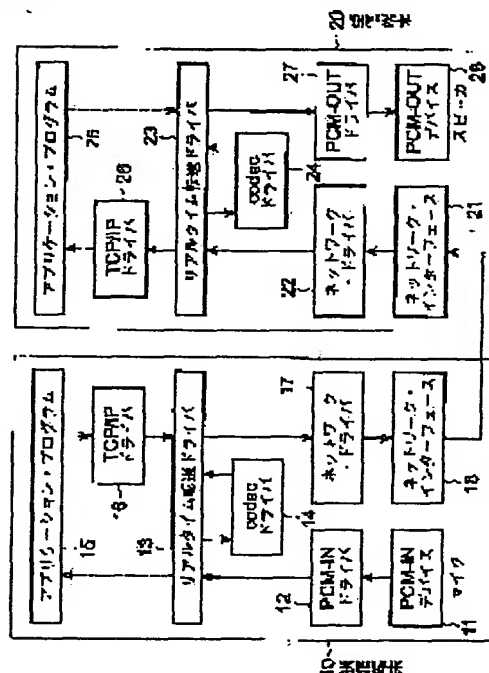 アプリケーション・プログラム
15
TCP/IP
ドライバ
16
リアルタイム転送ドライバ
13
codec
ドライバ
14
PCM-IN
ドライバ
12
PCM-IN
デバイス
マイク
11
ネットワーク
・ドライバ
17
ネットワーク・
インターフェース
18
10
送信端末
アプリケーション・プログラム
25
TCP/IP
ドライバ
26
リアルタイム転送ドライバ
23
codec
ドライバ
24
ネットワーク
・ドライバ
22
ネットワーク・
インターフェース
21
PCM-OUT
ドライバ
27
PCM-OUT
デバイス
スピーカ
28
20
受信端末